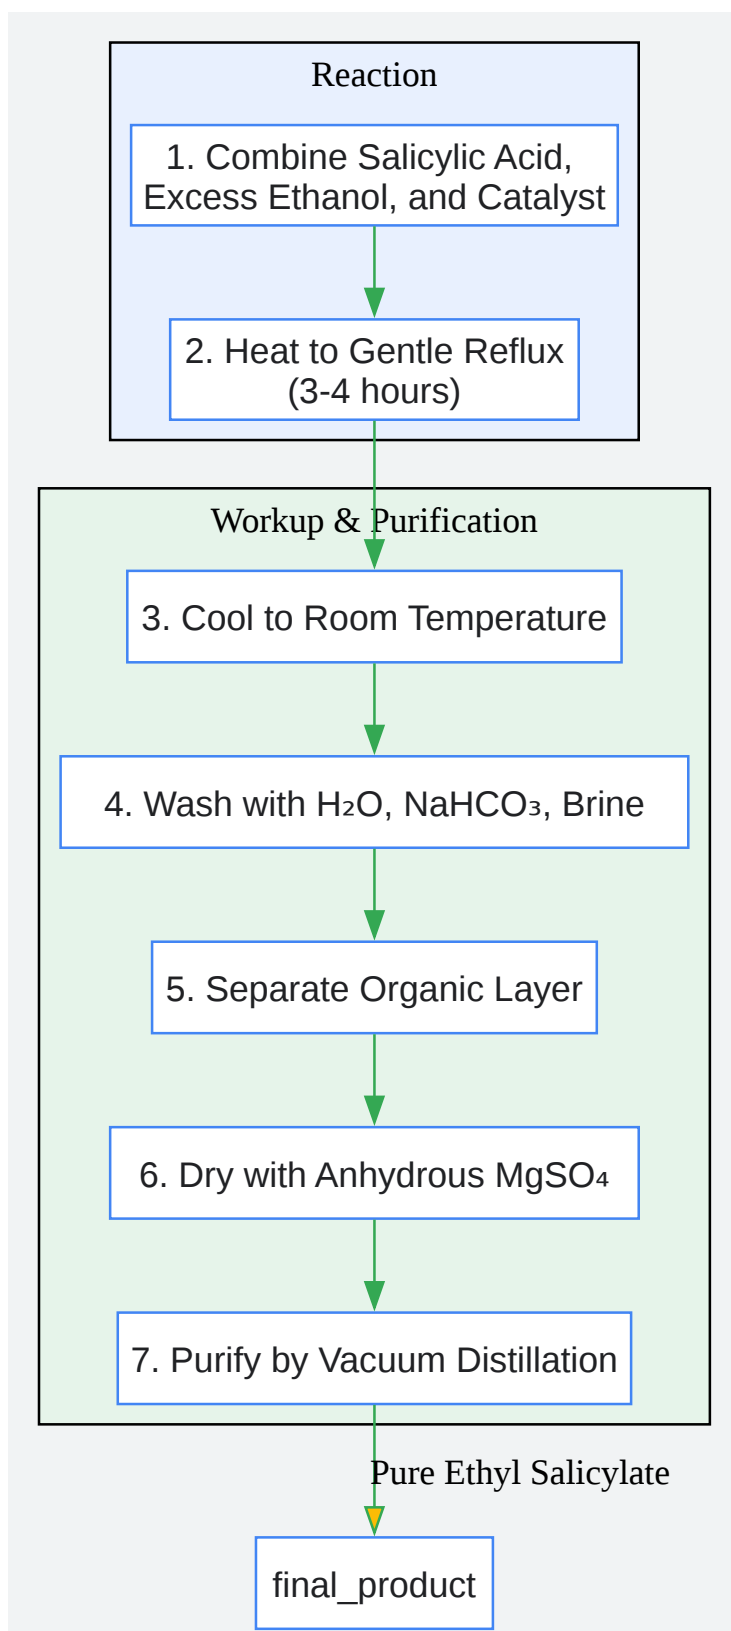 Reaction
1. Combine Salicylic Acid,
Excess Ethanol, and Catalyst
2. Heat to Gentle Reflux
(3-4 hours)
Workup & Purification
3. Cool to Room Temperature
4. Wash with H₂O, NaHCO₃, Brine
5. Separate Organic Layer
6. Dry with Anhydrous MgSO₄
7. Purify by Vacuum Distillation
Pure Ethyl Salicylate
final_product